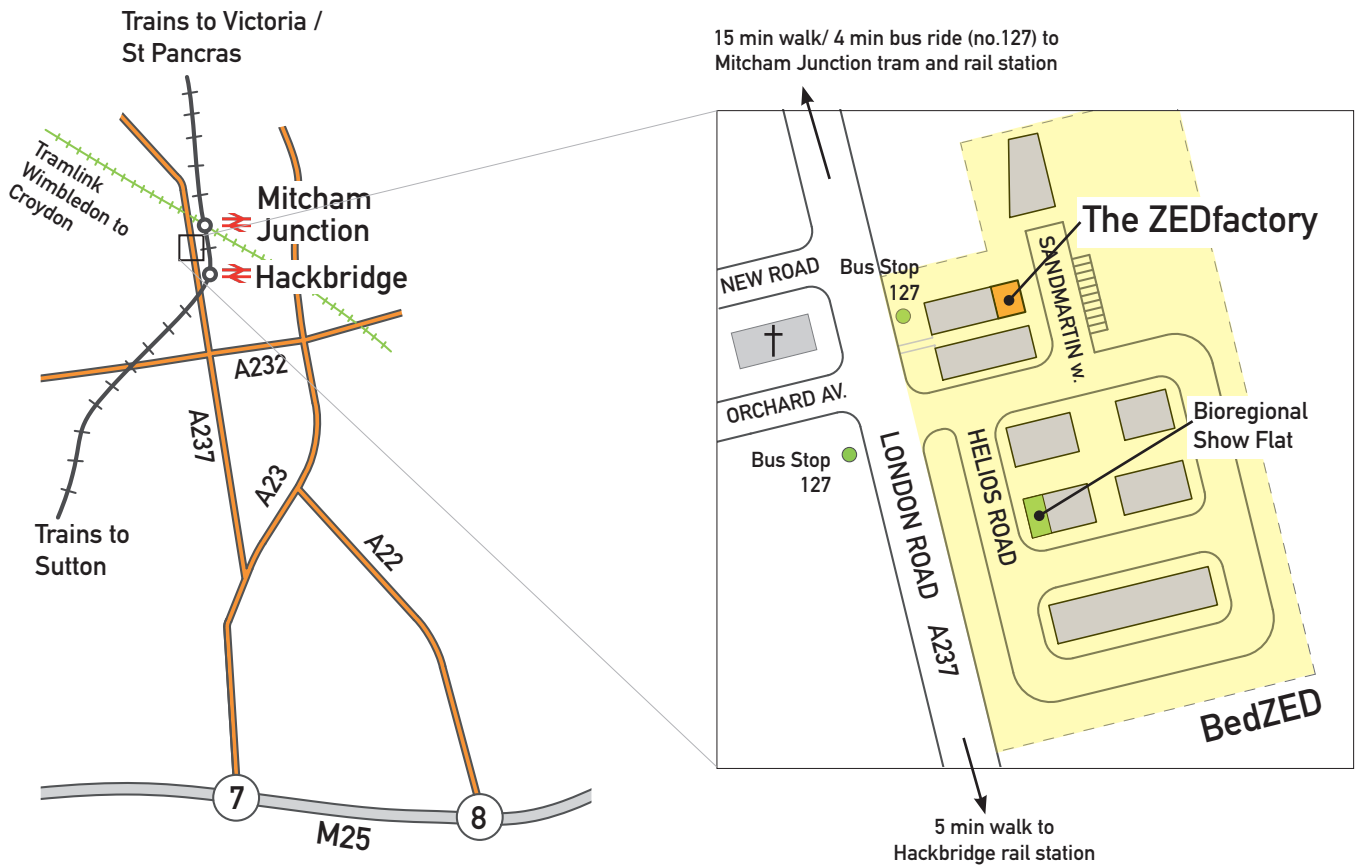 Trains to Victoria /
St Pancras
Tramlink
Wimbledon to
Croydon
Mitcham
Junction
Hackbridge
A232
A237
A23
A22
Trains to
Sutton
7
8
M25
15 min walk/ 4 min bus ride (no.127) to
Mitcham Junction tram and rail station
The ZEDfactory
SANDMARTIN w.
NEW ROAD
Bus Stop
127
ORCHARD AV.
Bioregional
Show Flat
Bus Stop
127
LONDON ROAD A237
HELIOS ROAD
BedZED
5 min walk to
Hackbridge rail station